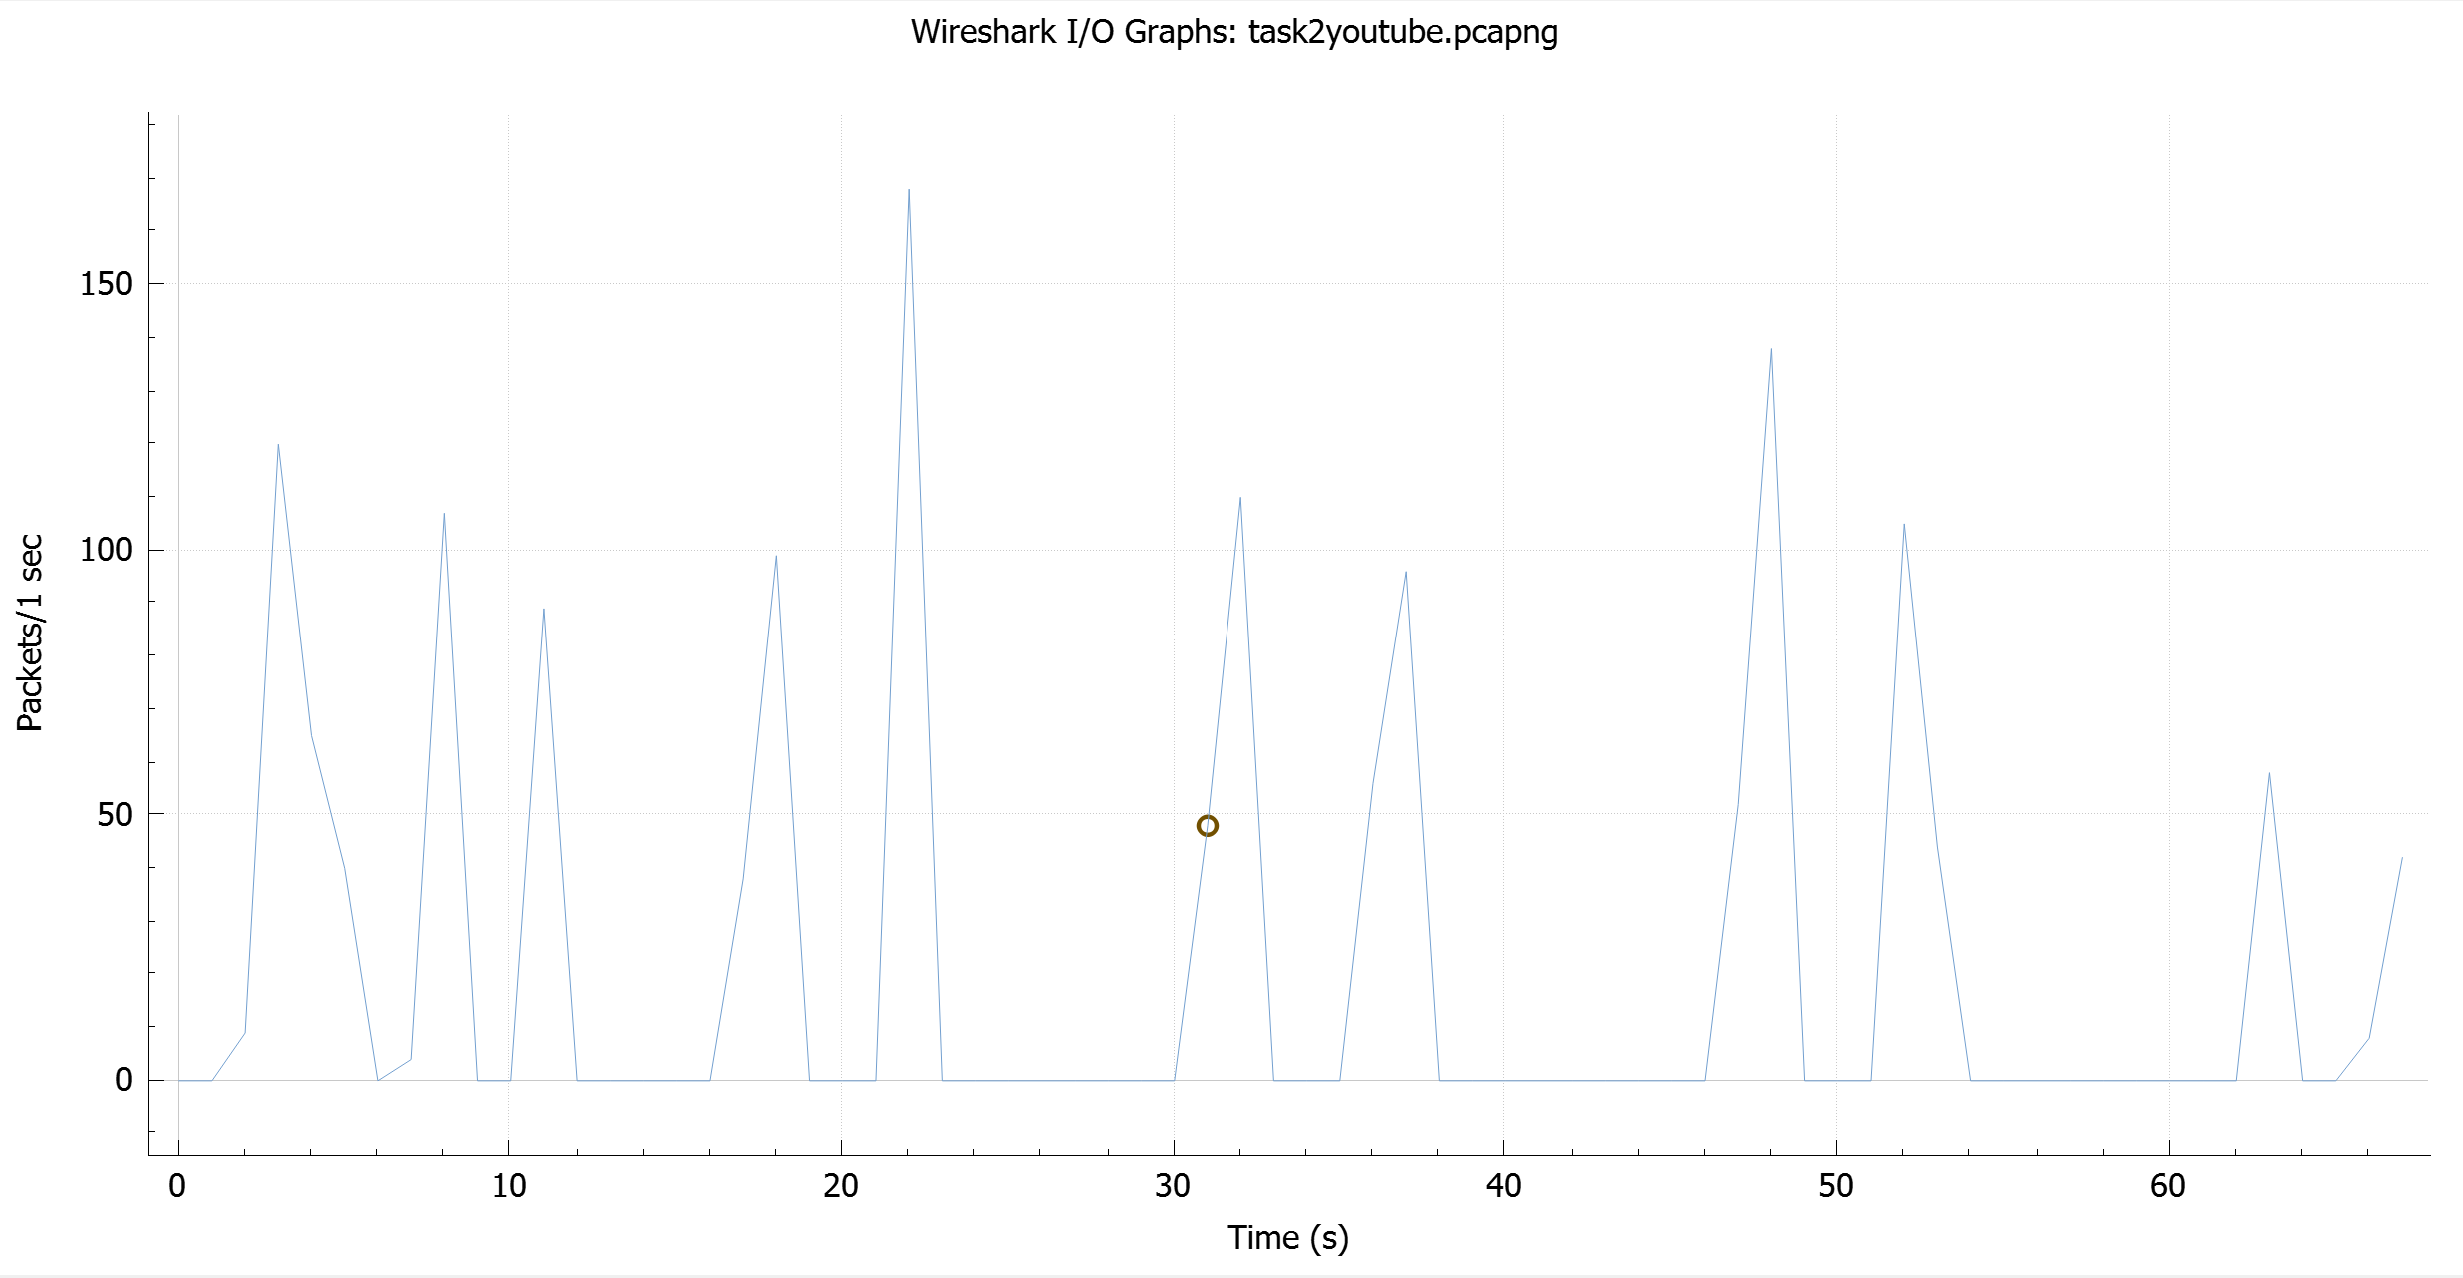 Wireshark I/O Graphs: task2youtube.pcapng
150
100
50
0
Packets/1 sec
0 10 20 30 40 50 60
Time (s)